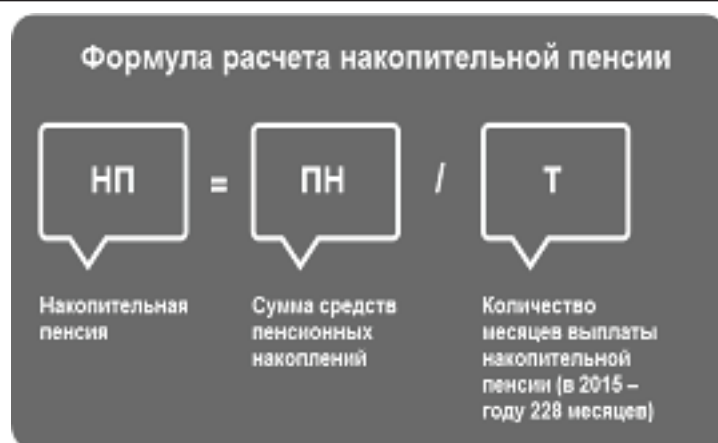 Формула расчета накопительной пенсии
НП = ПН / Т
Накопительная
пенсия
Сумма средств
пенсионных
накоплений
Количество
месяцев выплаты
накопительной
пенсии (в 2015 –
году 228 месяцев)